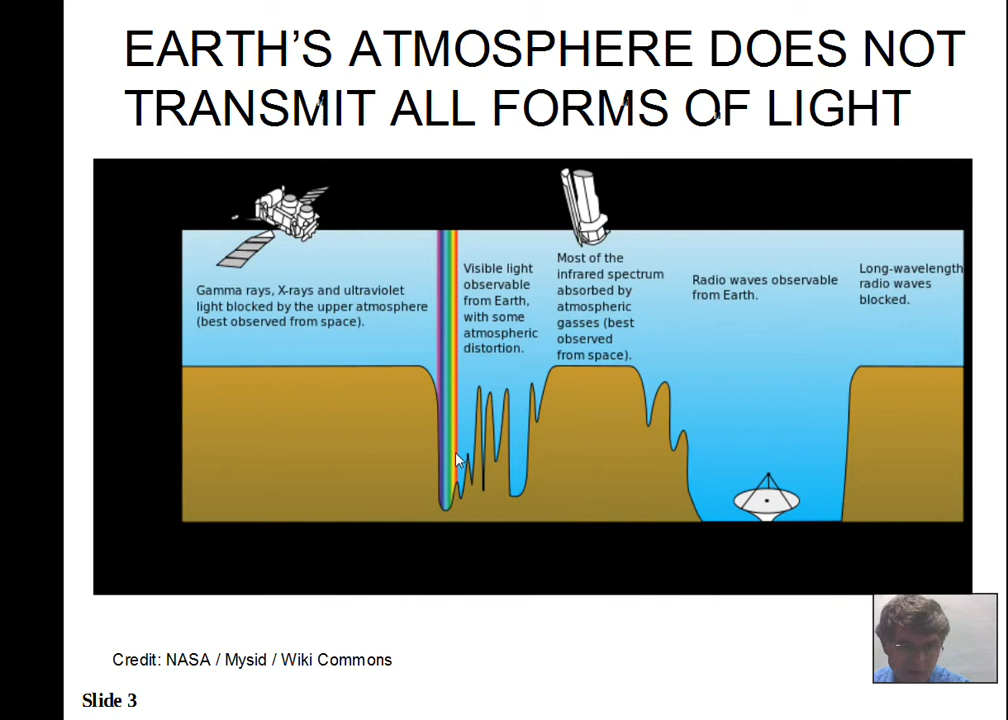 EARTH’S ATMOSPHERE DOES NOT
TRANSMIT ALL FORMS OF LIGHT
Gamma rays, X-rays and ultraviolet
light blocked by the upper atmosphere
(best observed from space).
Visible light
observable
from Earth,
with some
atmospheric
distortion.
Most of the
infrared spectrum
absorbed by
atmospheric
gasses (best
observed
from space).
Radio waves observable
from Earth.
Long-wavelength
radio waves
blocked.
Credit: NASA / Mysid / Wiki Commons
Slide 3